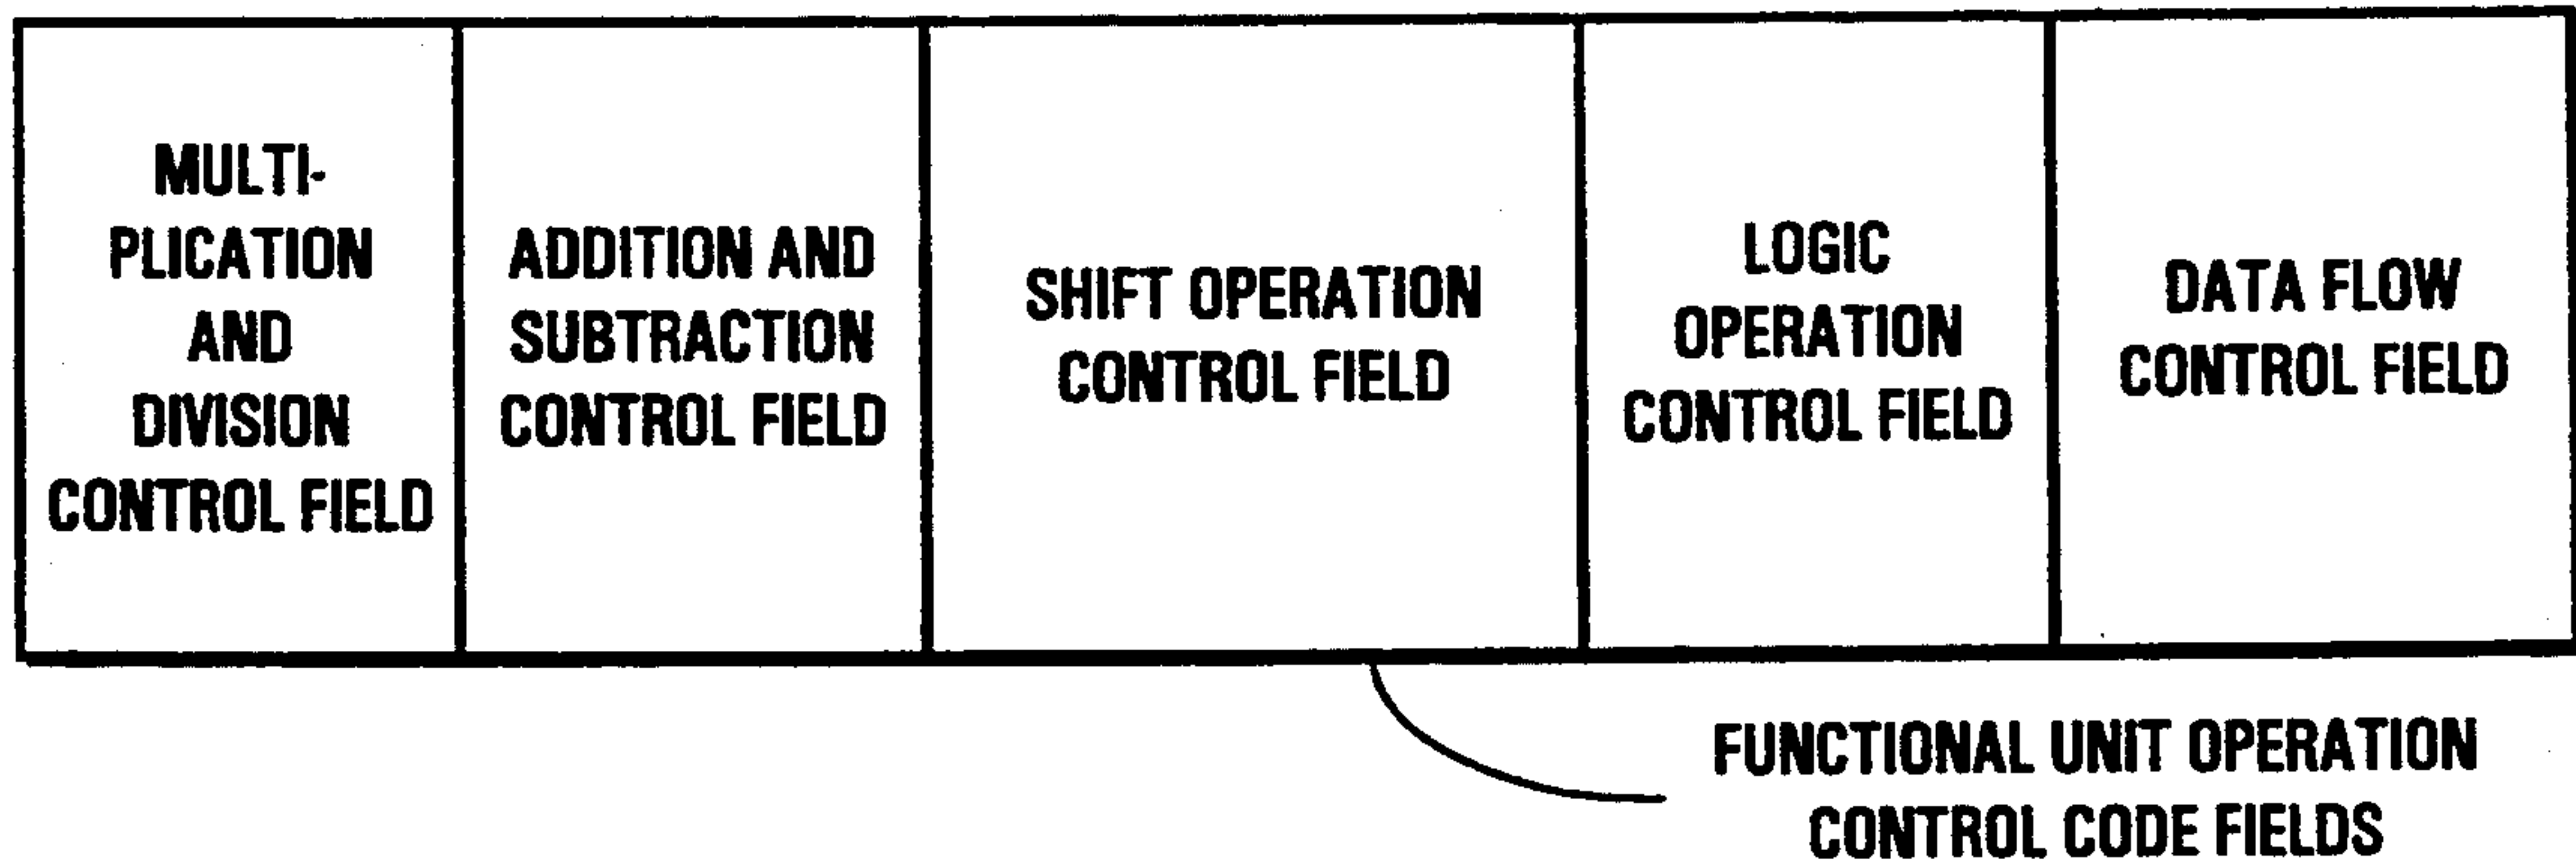 MULTI-
PLICATION
AND
DIVISION
CONTROL FIELD
ADDITION AND
SUBTRACTION
CONTROL FIELD
SHIFT OPERATION
CONTROL FIELD
LOGIC
OPERATION
CONTROL FIELD
DATA FLOW
CONTROL FIELD
FUNCTIONAL UNIT OPERATION
CONTROL CODE FIELDS